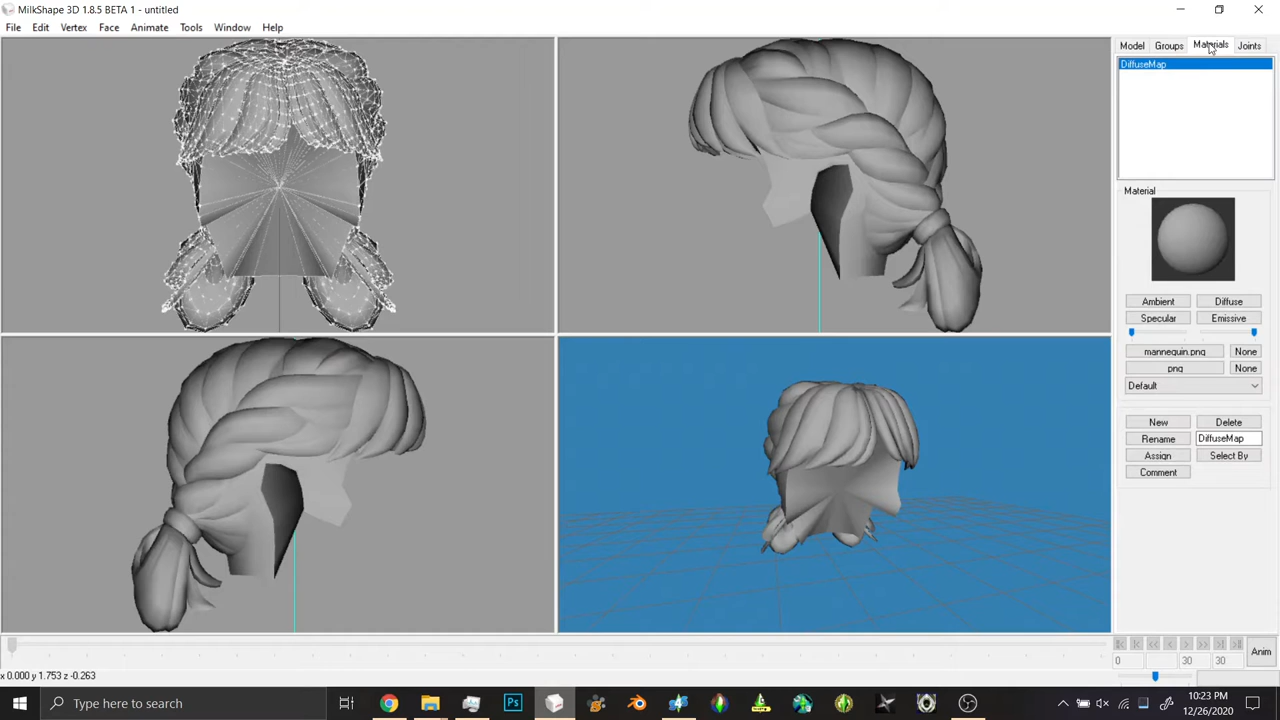 MilkShape 3D 1.8.5 BETA 1 - untitled
File Edit Vertex Face Animate Tools Window Help
Model Groups Materials Joints
DiffuseMap
Material
Ambient Diffuse
Specular Emissive
mannequin.png None
png None
Default
New Delete
Rename DiffuseMap
Assign Select By
Comment
Anim
0 30 30
x 0.000 y 1.753 z -0.263
Type here to search
Ps
10:23 PM
12/26/2020